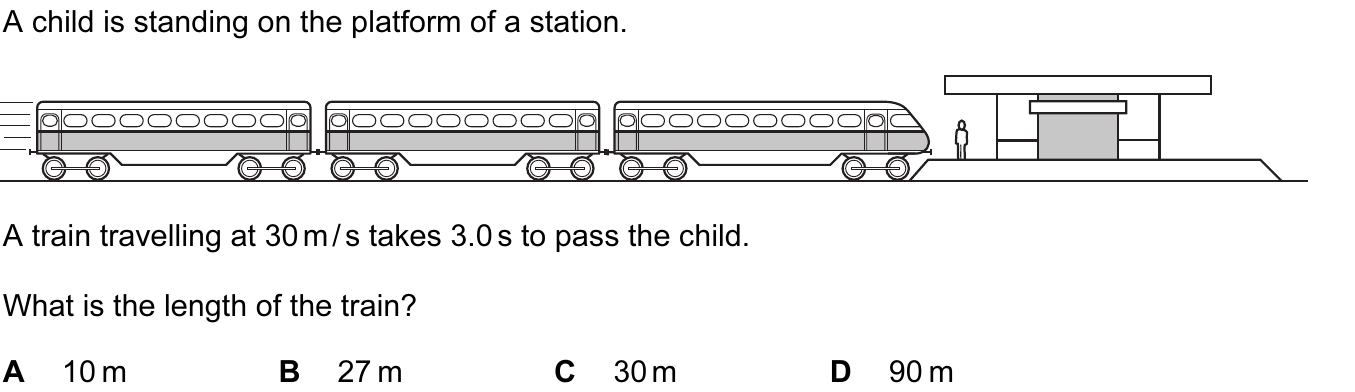 A child is standing on the platform of a station.
A train travelling at 30 m / s takes 3.0 s to pass the child.
What is the length of the train?
A 10 m B 27 m C 30 m D 90 m